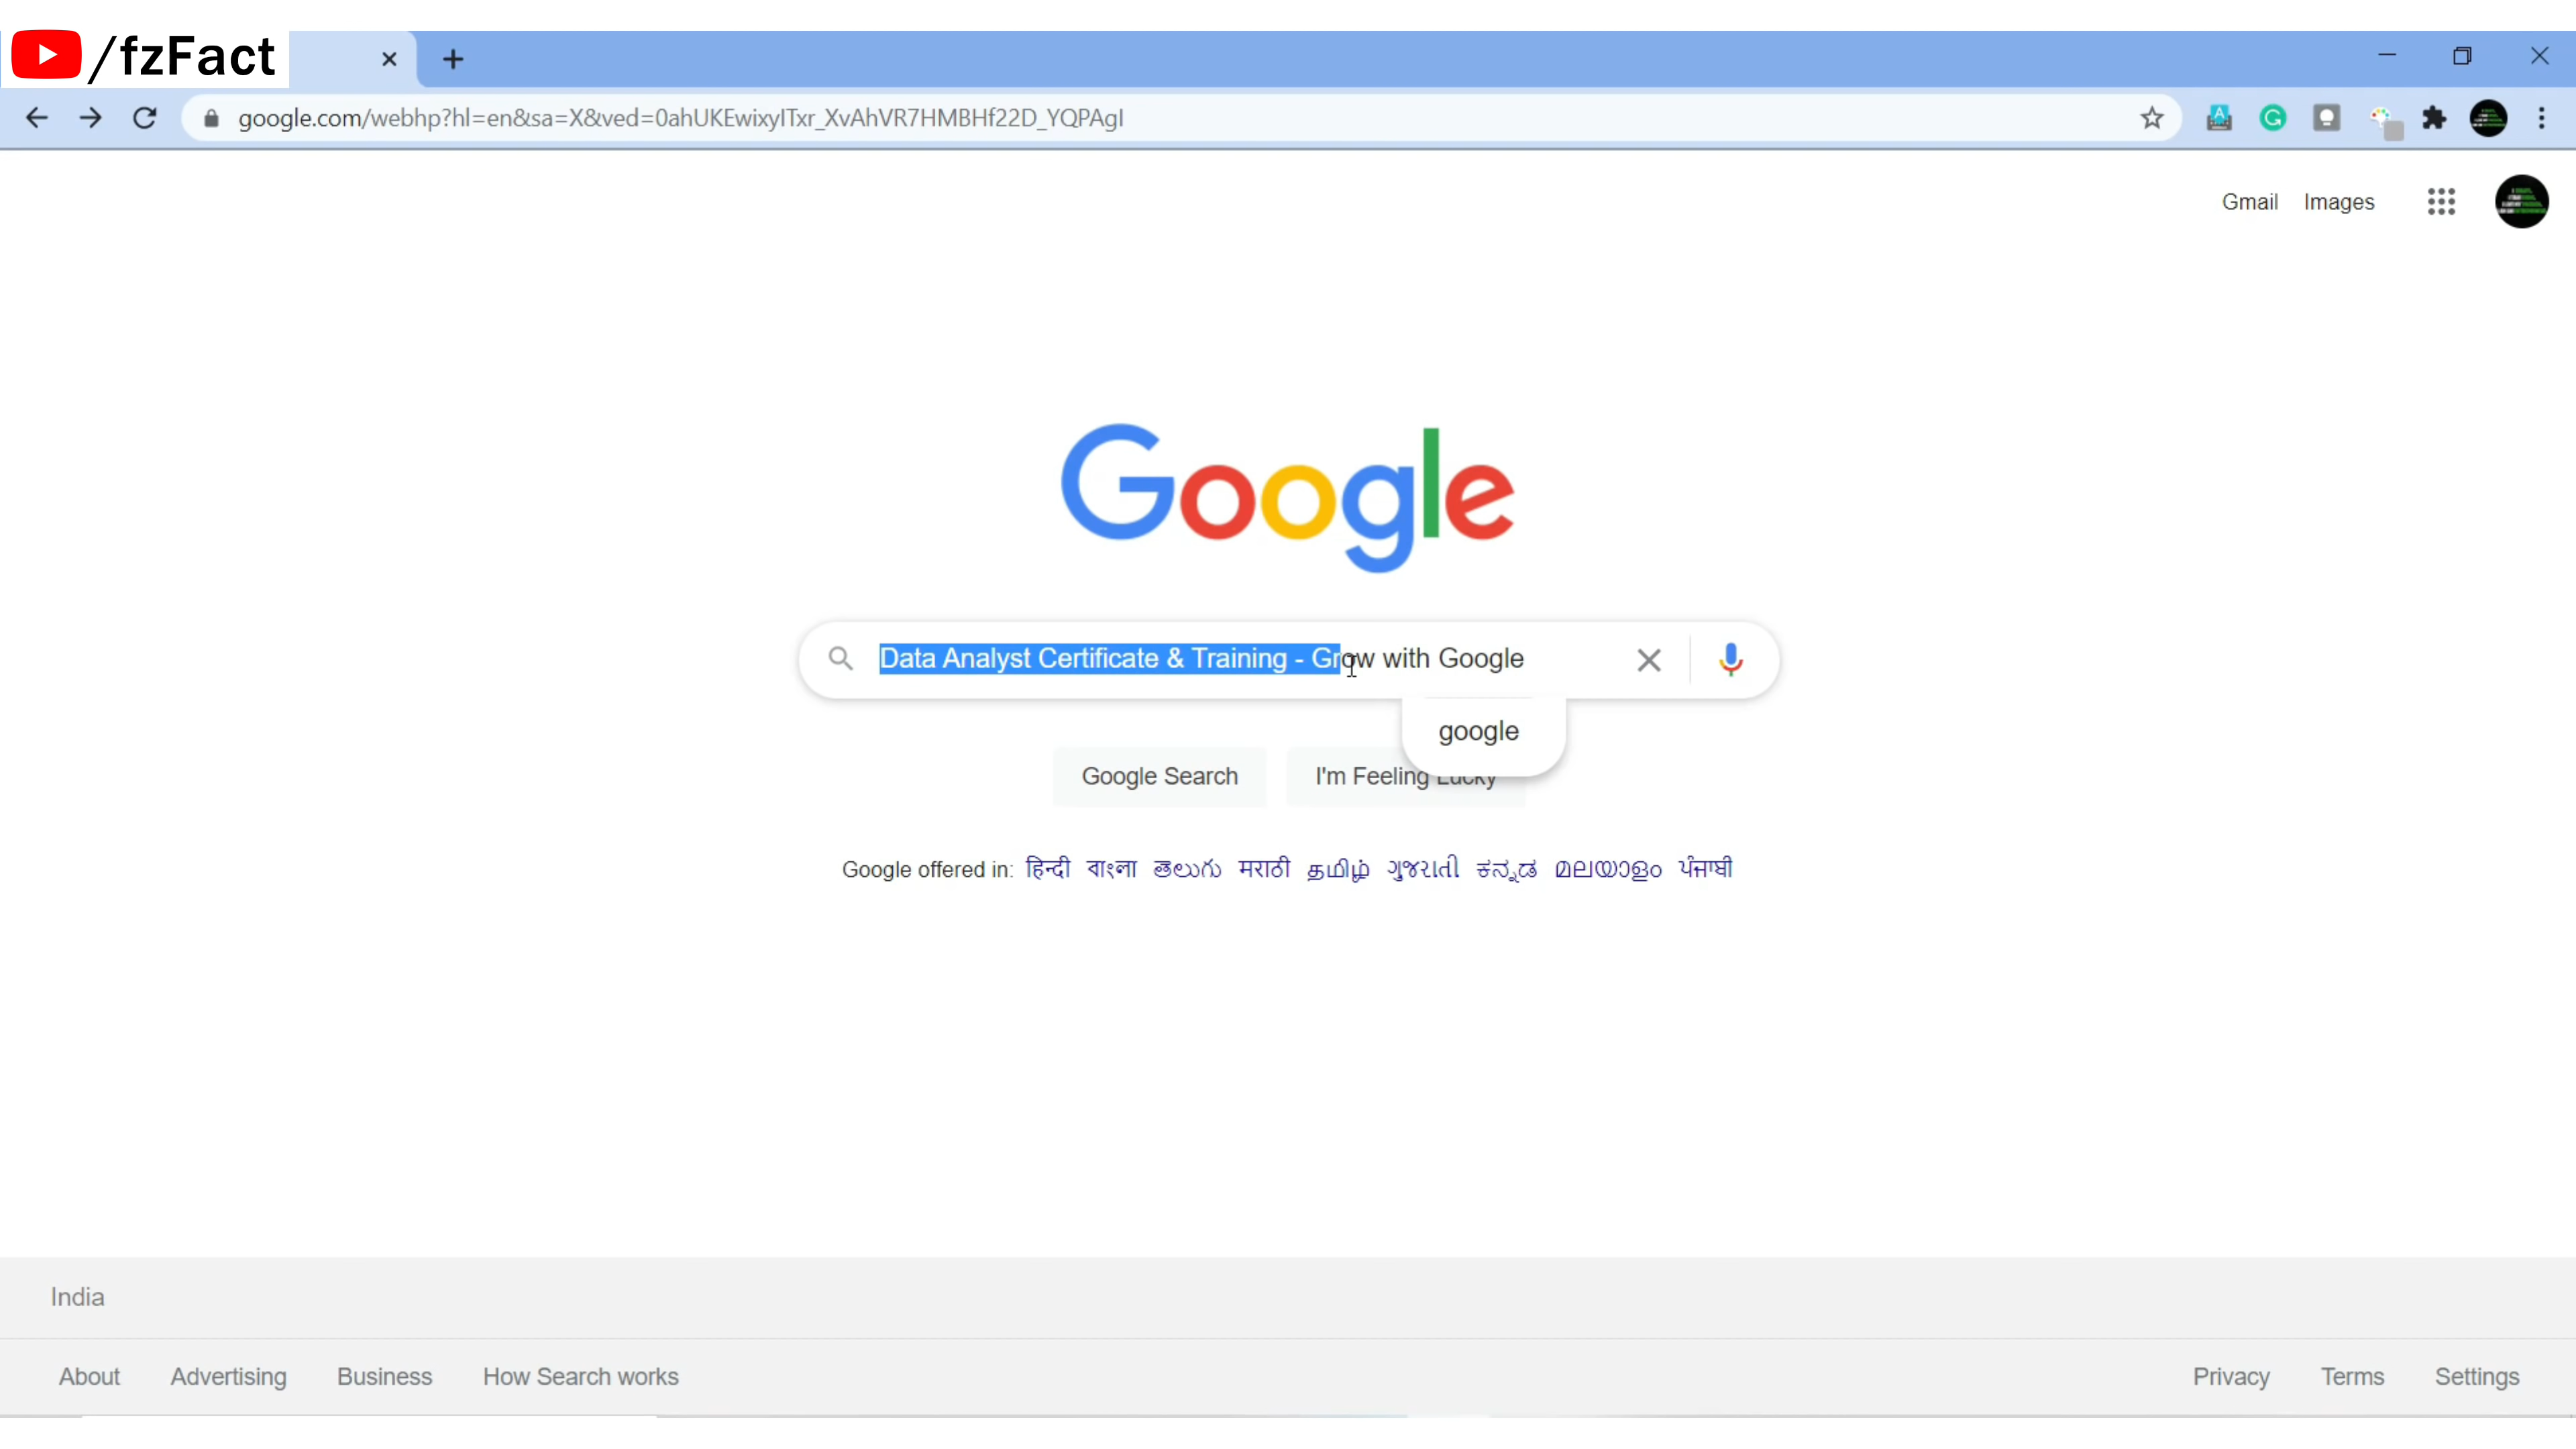 /fzFact
google.com/webhp?hl=en&sa=X&ved=0ahUKEwixyITxr_XvAhVR7HMBHf22D_YQPAgI
Gmail Images
Google
Data Analyst Certificate & Training - Grow with Google
google
Google Search I'm Feeling Lucky
Google offered in: हिन्दी বাংলা తెలుగు मराठी தமிழ் ગુજરાતી ಕನ್ನಡ മലയാളം ਪੰਜਾਬੀ
India
About Advertising Business How Search works Privacy Terms Settings